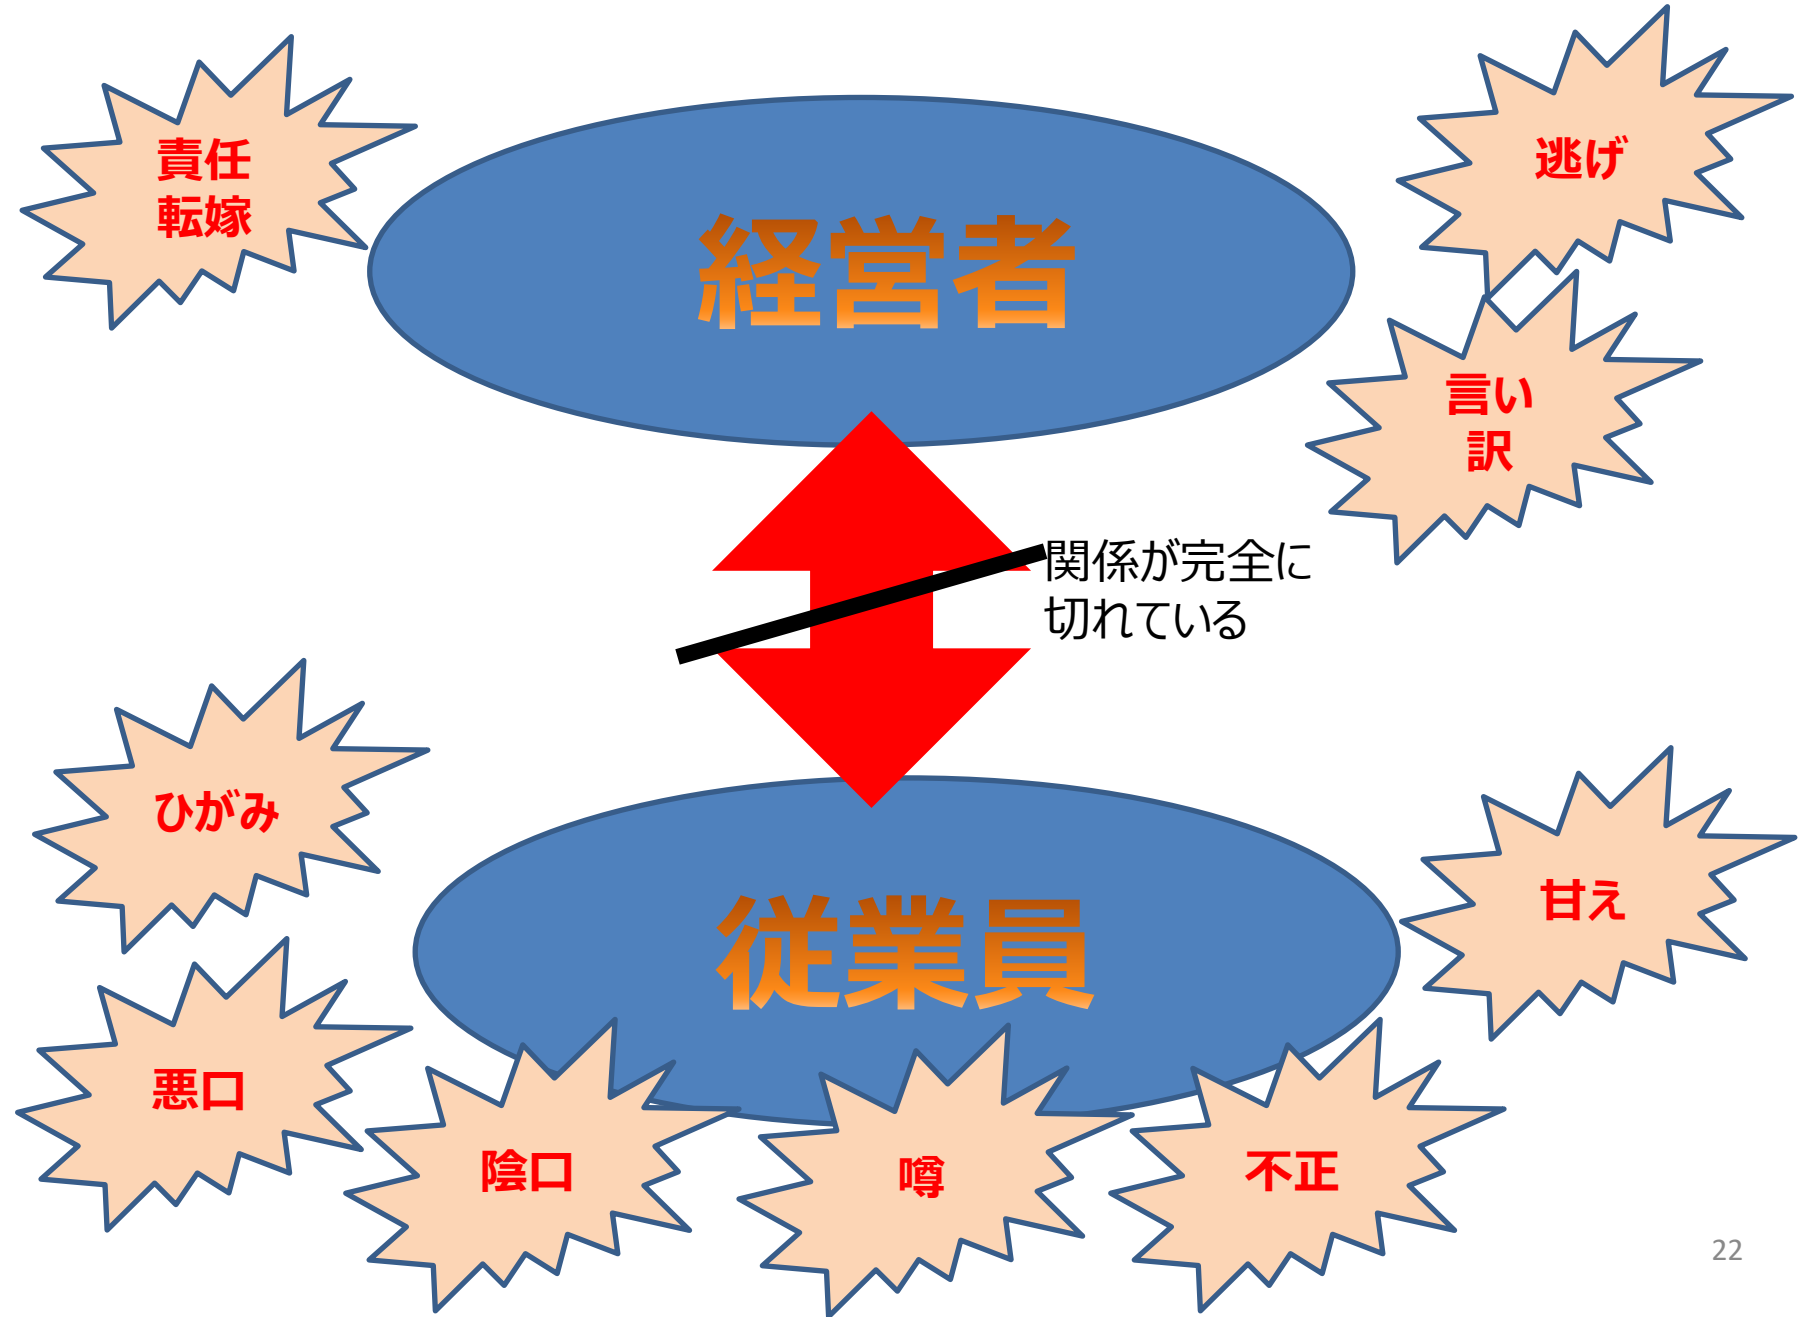 責任
転嫁
経営者
逃げ
言い
訳
関係が完全に
切れている
ひがみ
従業員
甘え
悪口
陰口
噂
不正
22